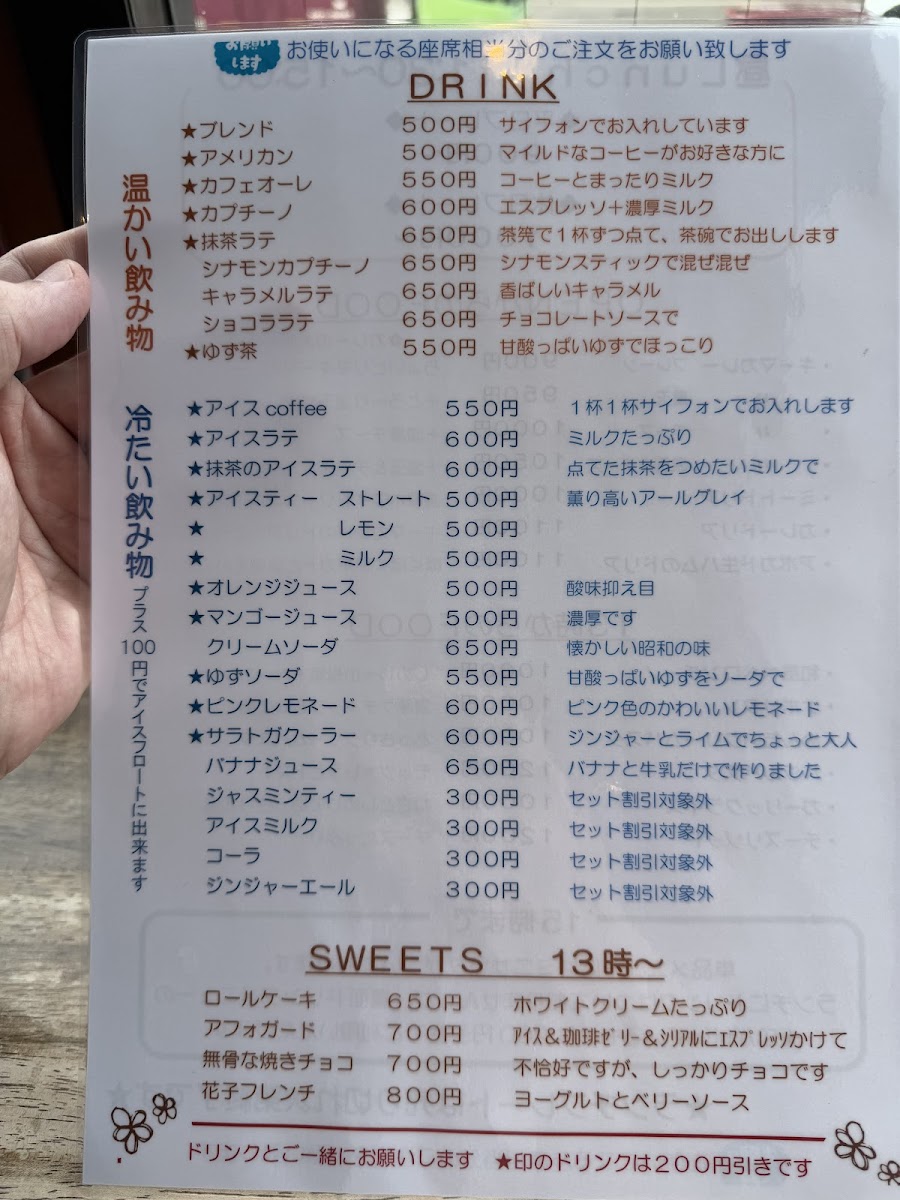 お願い
します
お使いになる座席相当分のご注文をお願い致します
DRINK
温かい飲み物
★ブレンド 500円 サイフォンでお入れしています
★アメリカン 500円 マイルドなコーヒーがお好きな方に
★カフェオーレ 550円 コーヒーとまったりミルク
★カプチーノ 600円 エスプレッソ＋濃厚ミルク
★抹茶ラテ 650円 茶筅で１杯ずつ点て、茶碗でお出しします
シナモンカプチーノ 650円 シナモンスティックで混ぜ混ぜ
キャラメルラテ 650円 香ばしいキャラメル
ショコララテ 650円 チョコレートソースで
★ゆず茶 550円 甘酸っぱいゆずでほっこり
冷たい飲み物 プラス100円でアイスフロートに出来ます
★アイス coffee 550円 １杯１杯サイフォンでお入れします
★アイスラテ 600円 ミルクたっぷり
★抹茶のアイスラテ 600円 点てた抹茶をつめたいミルクで
★アイスティー ストレート 500円 薫り高いアールグレイ
★ レモン 500円
★ ミルク 500円
★オレンジジュース 500円 酸味抑え目
★マンゴージュース 500円 濃厚です
クリームソーダ 650円 懐かしい昭和の味
★ゆずソーダ 550円 甘酸っぱいゆずをソーダで
★ピンクレモネード 600円 ピンク色のかわいいレモネード
★サラトガクーラー 600円 ジンジャーとライムでちょっと大人
バナナジュース 650円 バナナと牛乳だけで作りました
ジャスミンティー 300円 セット割引対象外
アイスミルク 300円 セット割引対象外
コーラ 300円 セット割引対象外
ジンジャーエール 300円 セット割引対象外
SWEETS 13時～
ロールケーキ 650円 ホワイトクリームたっぷり
アフォガード 700円 ｱｲｽ＆珈琲ｾﾞﾘｰ＆ｼﾘｱﾙにｴｽﾌﾟﾚｯｿかけて
無骨な焼きチョコ 700円 不恰好ですが、しっかりチョコです
花子フレンチ 800円 ヨーグルトとベリーソース
ドリンクとご一緒にお願いします ★印のドリンクは200円引きです